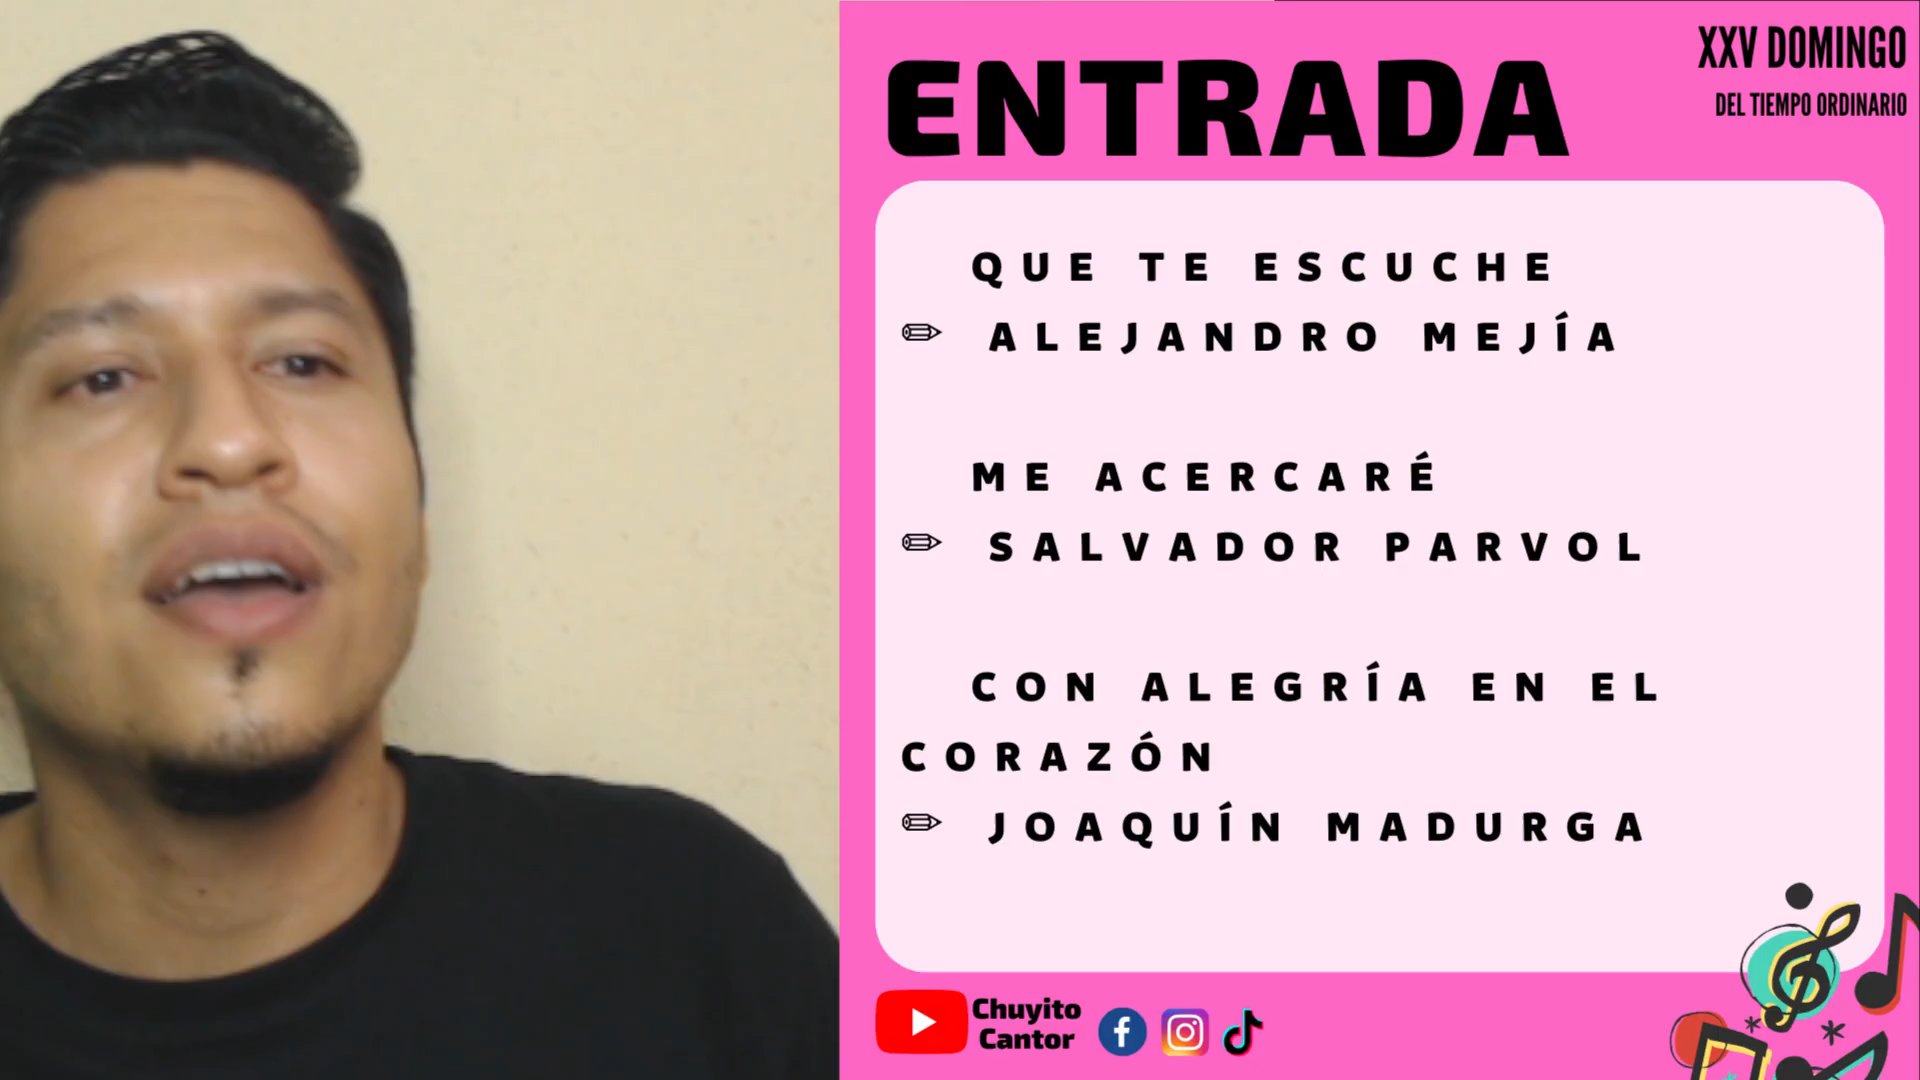 ENTRADA
XXV DOMINGO
DEL TIEMPO ORDINARIO
QUE TE ESCUCHE
✏ ALEJANDRO MEJÍA
ME ACERCARÉ
✏ SALVADOR PARVOL
CON ALEGRÍA EN EL
CORAZÓN
✏ JOAQUÍN MADURGA
Chuyito
Cantor